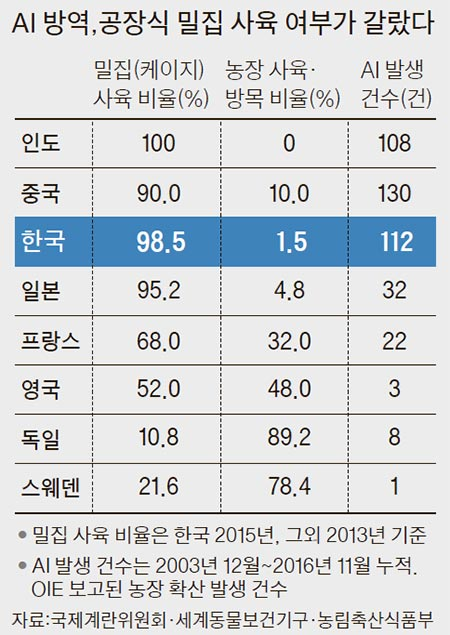 AI 방역,공장식 밀집 사육 여부가 갈랐다
밀집(케이지) 농장 사육· AI 발생
사육 비율(%) 방목 비율(%) 건수(건)
인도 100 0 108
중국 90.0 10.0 130
한국 98.5 1.5 112
일본 95.2 4.8 32
프랑스 68.0 32.0 22
영국 52.0 48.0 3
독일 10.8 89.2 8
스웨덴 21.6 78.4 1
● 밀집 사육 비율은 한국 2015년, 그외 2013년 기준
● AI 발생 건수는 2003년 12월~2016년 11월 누적.
OIE 보고된 농장 확산 발생 건수
자료:국제계란위원회·세계동물보건기구·농림축산식품부